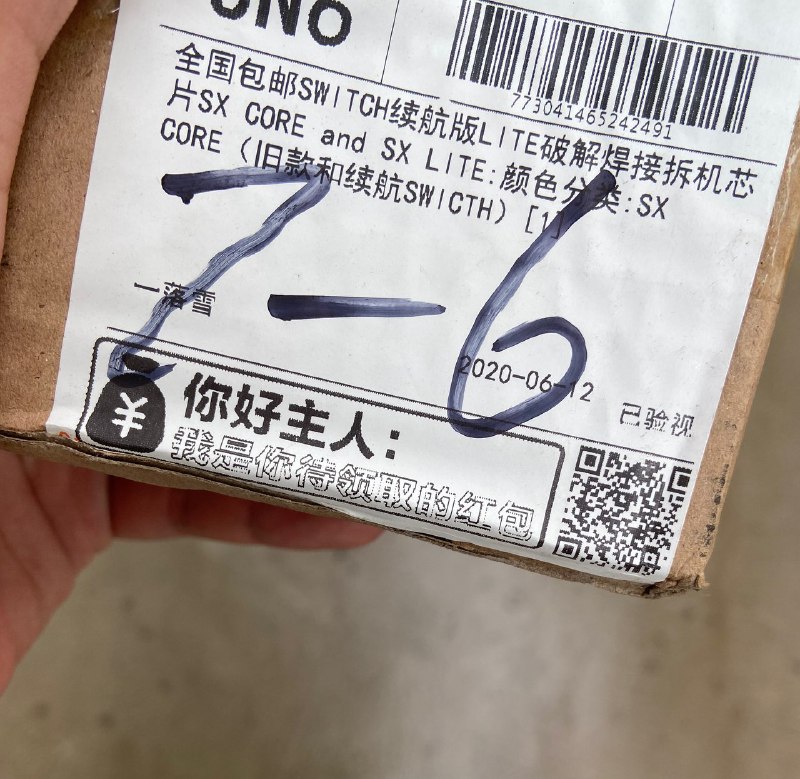 773041465242491
全国包邮SWITCH续航版LITE破解焊接拆机芯
片SX CORE and SX LITE:颜色分类:SX
CORE（旧款和续航SWICTH）[1]
7-6
一落雪
2020-06-12
已验视
你好主人：
我是你待领取的红包